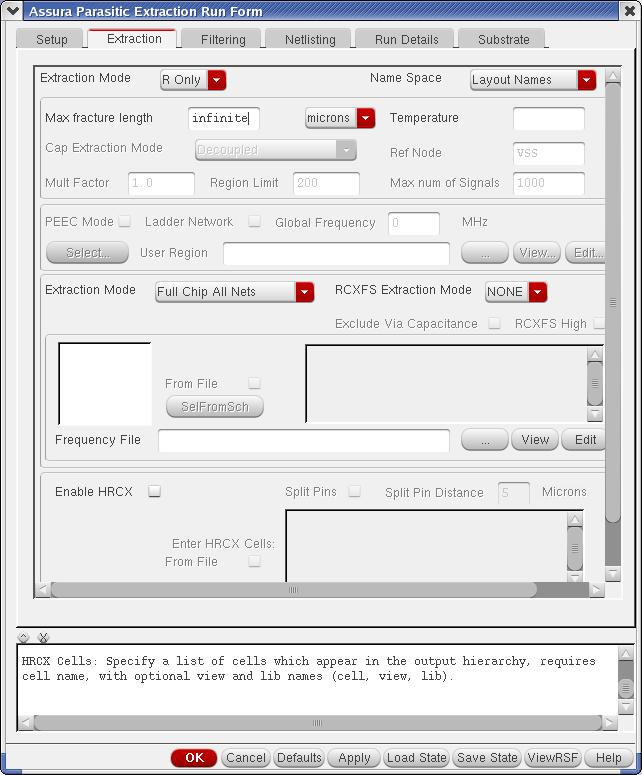 Assura Parasitic Extraction Run Form
Setup Extraction Filtering Netlisting Run Details Substrate
Extraction Mode R Only Name Space Layout Names
Max fracture length infinite microns Temperature
Cap Extraction Mode Decoupled Ref Node VSS
Mult Factor 1.0 Region Limit 200 Max num of Signals 1000
PEEC Mode Ladder Network Global Frequency 0 MHz
Select... User Region ... View... Edit...
Extraction Mode Full Chip All Nets RCXFS Extraction Mode NONE
Exclude Via Capacitance RCXFS High
From File
SelFromSch
Frequency File ... View Edit
Enable HRCX Split Pins Split Pin Distance 5 Microns
Enter HRCX Cells:
From File
HRCX Cells: Specify a list of cells which appear in the output hierarchy, requires
cell name, with optional view and lib names (cell, view, lib).
OK Cancel Defaults Apply Load State Save State ViewRSF Help